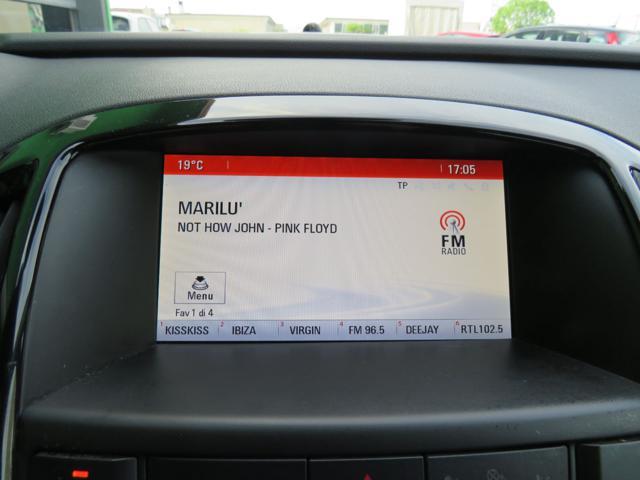 19°C 17:05
TP
MARILU'
NOT HOW JOHN - PINK FLOYD
FM
RADIO
Menu
Fav 1 di 4
1 KISSKISS 2 IBIZA 3 VIRGIN 4 FM 96.5 5 DEEJAY 6 RTL102.5